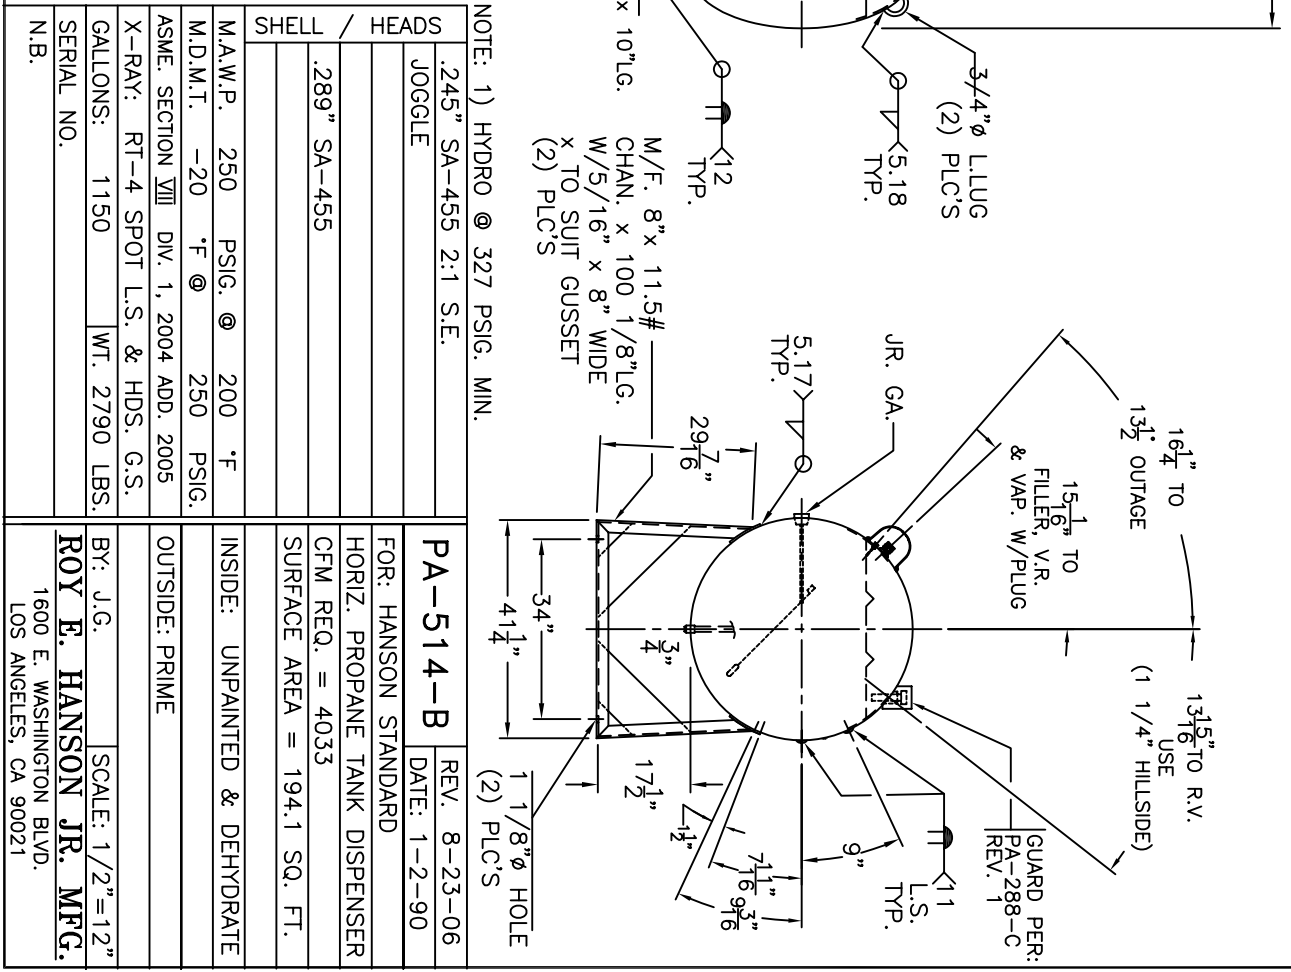 3/4"ø L.LUG
(2) PLC'S
5.18
TYP.
12
TYP.
x 10"LG.
M/F. 8"x 11.5#
CHAN. x 100 1/8"LG.
W/5/16" x 8" WIDE
x TO SUIT GUSSET
(2) PLC'S
16 1/4" TO
13 1/2° OUTAGE
15 1/16" TO
FILLER, V.R.
& VAP. W/PLUG
13 15/16" TO R.V.
USE
(1 1/4" HILLSIDE)
JR. GA.
5.17
TYP.
GUARD PER:
PA-288-C
REV. 1
11
L.S.
TYP.
9"
7 11/16"
9 3/16"
1 1/2"
17 1/2"
3/4"
29 7/16"
34"
41 1/4"
1 1/8"ø HOLE
(2) PLC'S
NOTE: 1) HYDRO @ 327 PSIG. MIN.
HEADS / SHELL
.245" SA-455 2:1 S.E.
JOGGLE
.289" SA-455
M.A.W.P. 250 PSIG. @ 200 °F
M.D.M.T. -20 °F @ 250 PSIG.
ASME. SECTION VIII DIV. 1, 2004 ADD. 2005
X-RAY: RT-4 SPOT L.S. & HDS. G.S.
GALLONS: 1150 WT. 2790 LBS.
SERIAL NO.
N.B.
PA-514-B
REV. 8-23-06
DATE: 1-2-90
FOR: HANSON STANDARD
HORIZ. PROPANE TANK DISPENSER
CFM REQ. = 4033
SURFACE AREA = 194.1 SQ. FT.
INSIDE: UNPAINTED & DEHYDRATE
OUTSIDE: PRIME
BY: J.G. SCALE: 1/2"=12"
ROY E. HANSON JR. MFG.
1600 E. WASHINGTON BLVD.
LOS ANGELES, CA 90021